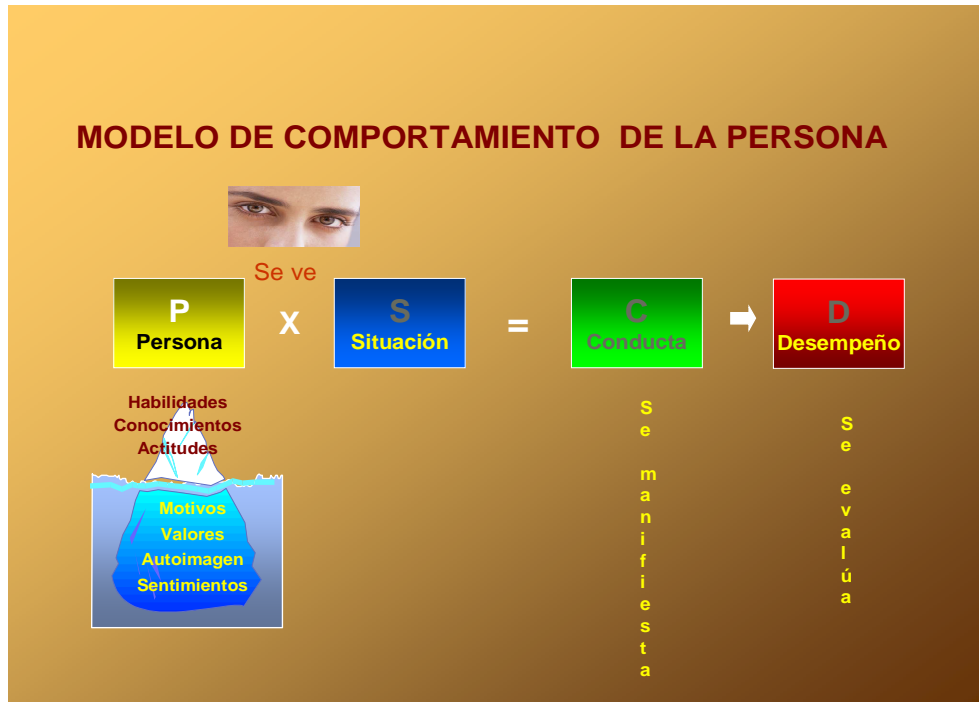 MODELO DE COMPORTAMIENTO DE LA PERSONA
Se ve
P
Persona
X
S
Situación
=
C
Conducta
D
Desempeño
Habilidades
Conocimientos
Actitudes
Motivos
Valores
Autoimagen
Sentimientos
Se manifiesta
Se evalúa